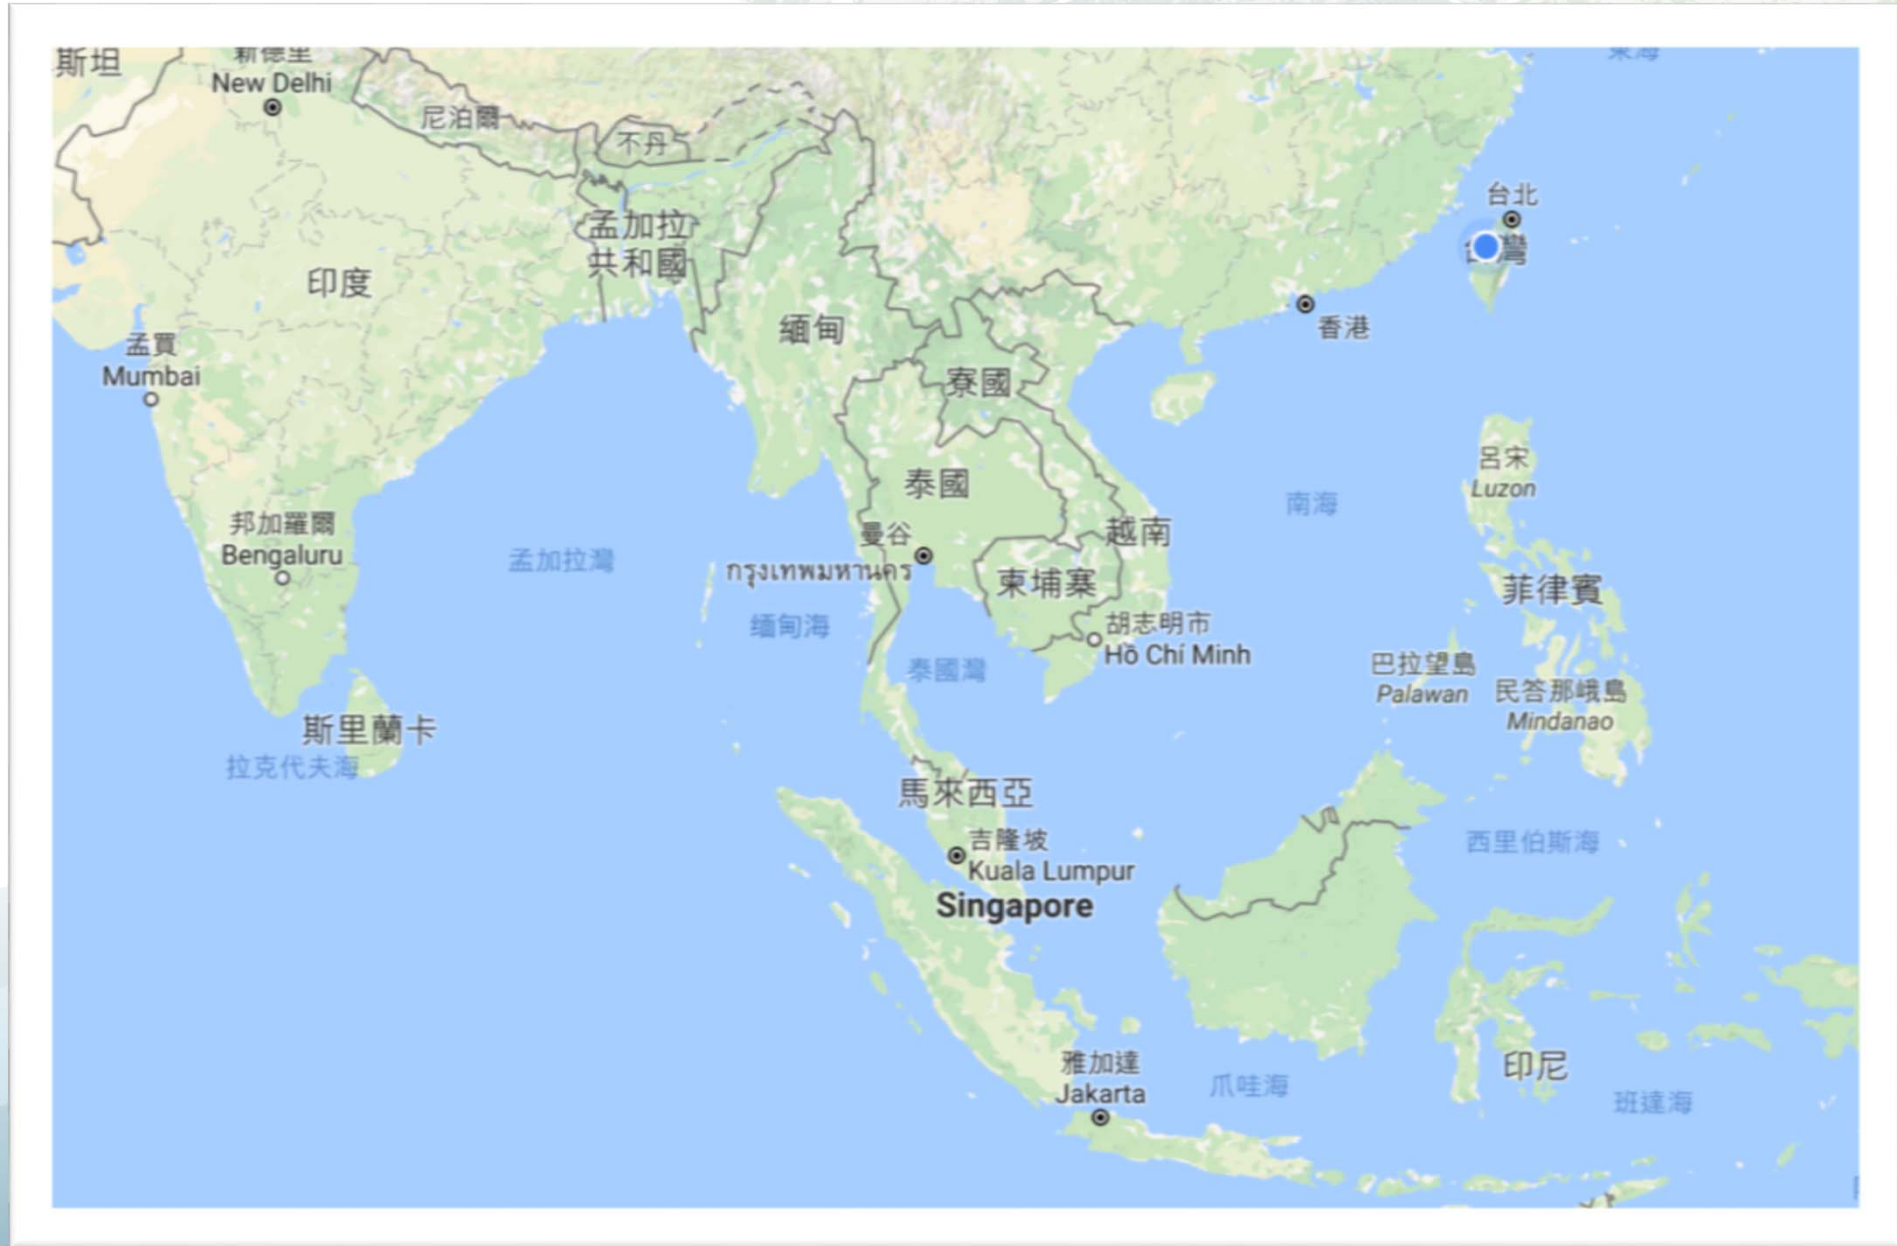 斯坦
新德里
New Delhi
東海
尼泊爾
不丹
台北
台灣
孟加拉
共和國
印度
緬甸
香港
孟買
Mumbai
寮國
呂宋
Luzon
泰國
南海
邦加羅爾
Bengaluru
曼谷
กรุงเทพมหานคร
越南
孟加拉灣
柬埔寨
菲律賓
缅甸海
胡志明市
Hồ Chí Minh
泰國灣
巴拉望島
Palawan
民答那峨島
Mindanao
斯里蘭卡
拉克代夫海
馬來西亞
吉隆坡
Kuala Lumpur
西里伯斯海
Singapore
雅加達
Jakarta
爪哇海
印尼
班達海